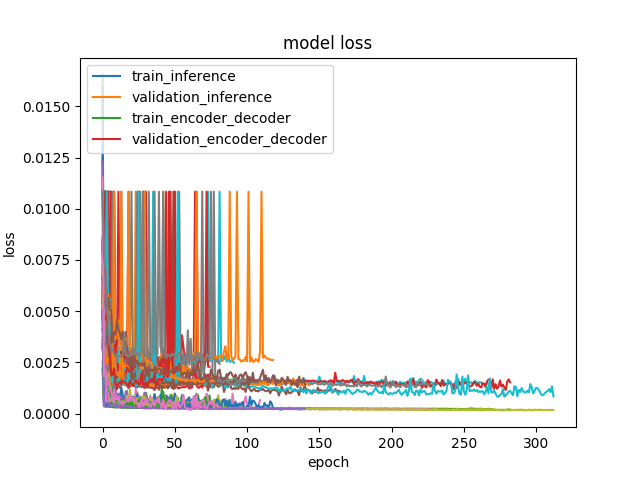 model loss
train_inference
validation_inference
train_encoder_decoder
validation_encoder_decoder
loss
0.0150
0.0125
0.0100
0.0075
0.0050
0.0025
0.0000
0 50 100 150 200 250 300
epoch